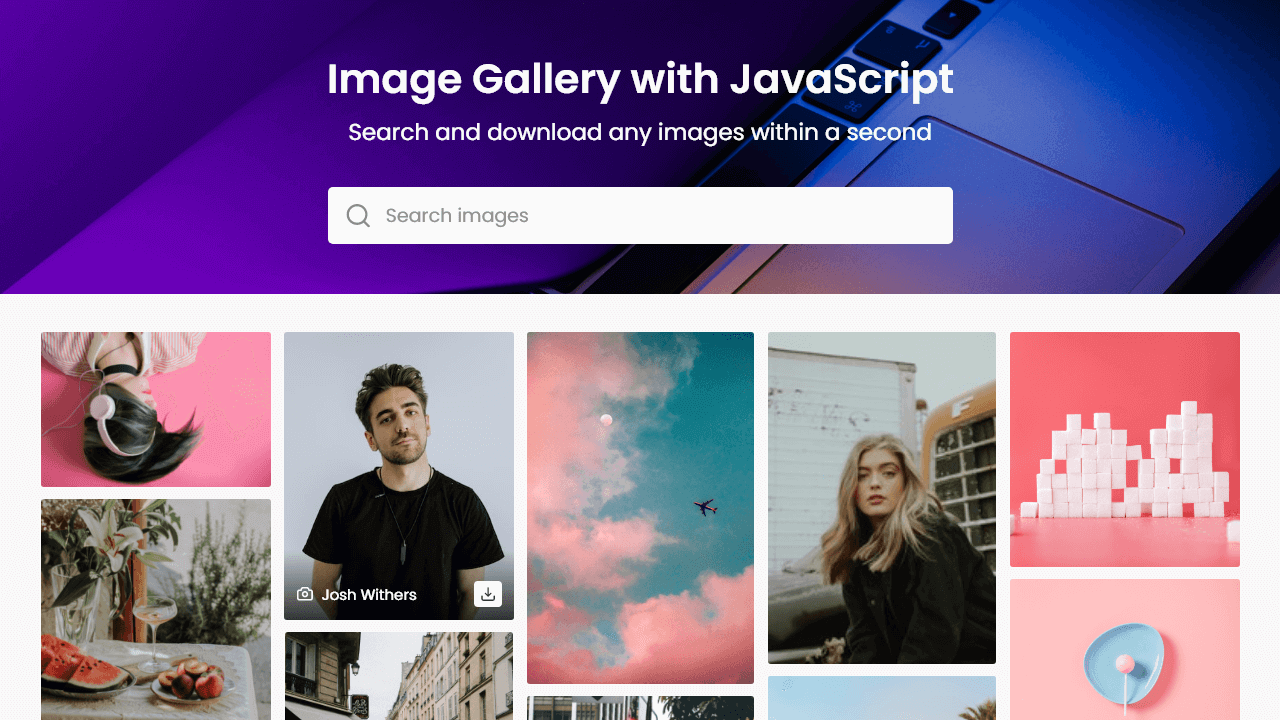 Image Gallery with JavaScript
Search and download any images within a second
Search images
F
Josh Withers